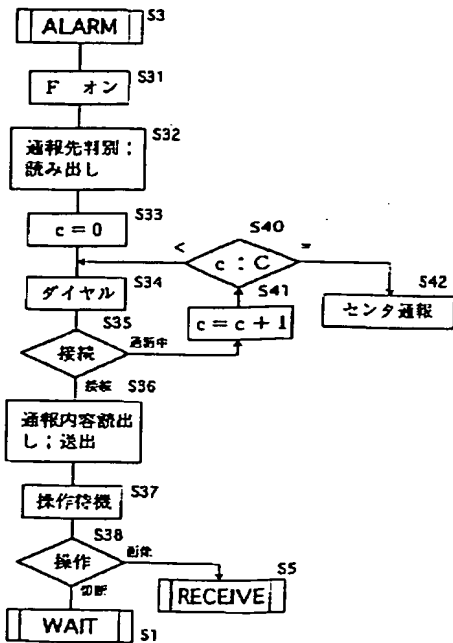 S3
ALARM
S31
F オン
S32
通報先判別;
読み出し
S33
c = 0
S40
<
c : C
=
S34
ダイヤル
S41
c = c + 1
S42
センタ通報
S35
接続
通話中
接続
S36
通報内容読出
し;送出
S37
操作待機
S38
操作
切断
S5
RECEIVE
WAIT
S1